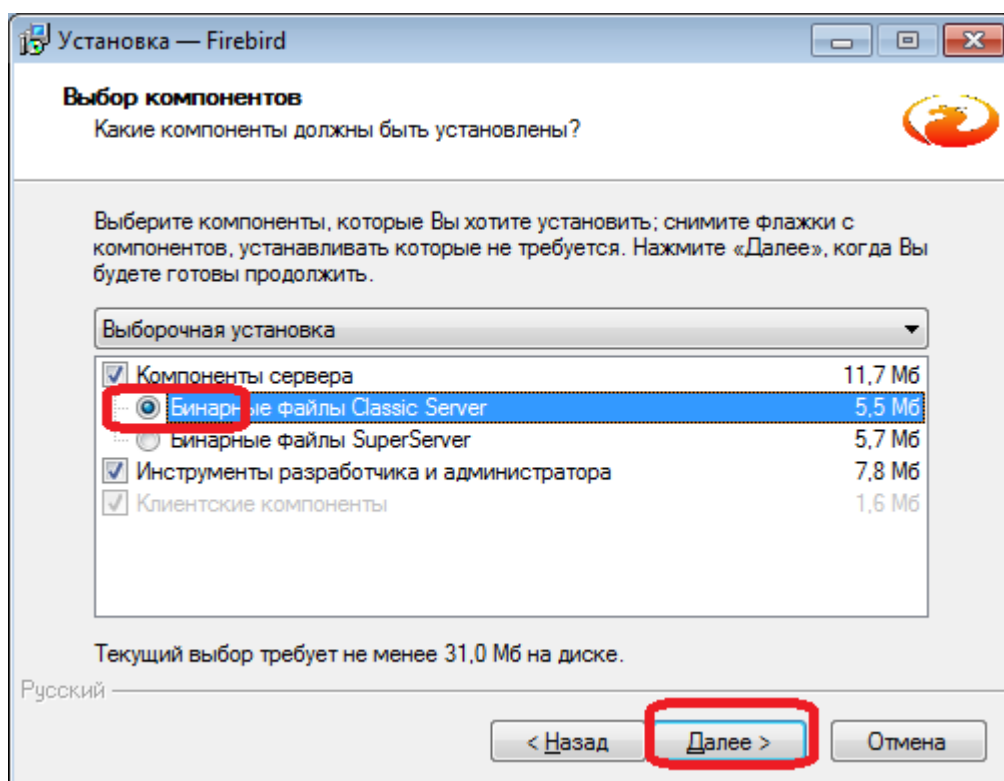 Установка — Firebird
Выбор компонентов
Какие компоненты должны быть установлены?
Выберите компоненты, которые Вы хотите установить; снимите флажки с
компонентов, устанавливать которые не требуется. Нажмите «Далее», когда Вы
будете готовы продолжить.
Выборочная установка
Компоненты сервера 11,7 Мб
Бинарные файлы Classic Server 5,5 Мб
Бинарные файлы SuperServer 5,7 Мб
Инструменты разработчика и администратора 7,8 Мб
Клиентские компоненты 1,6 Мб
Текущий выбор требует не менее 31,0 Мб на диске.
Русский
< Назад Далее > Отмена